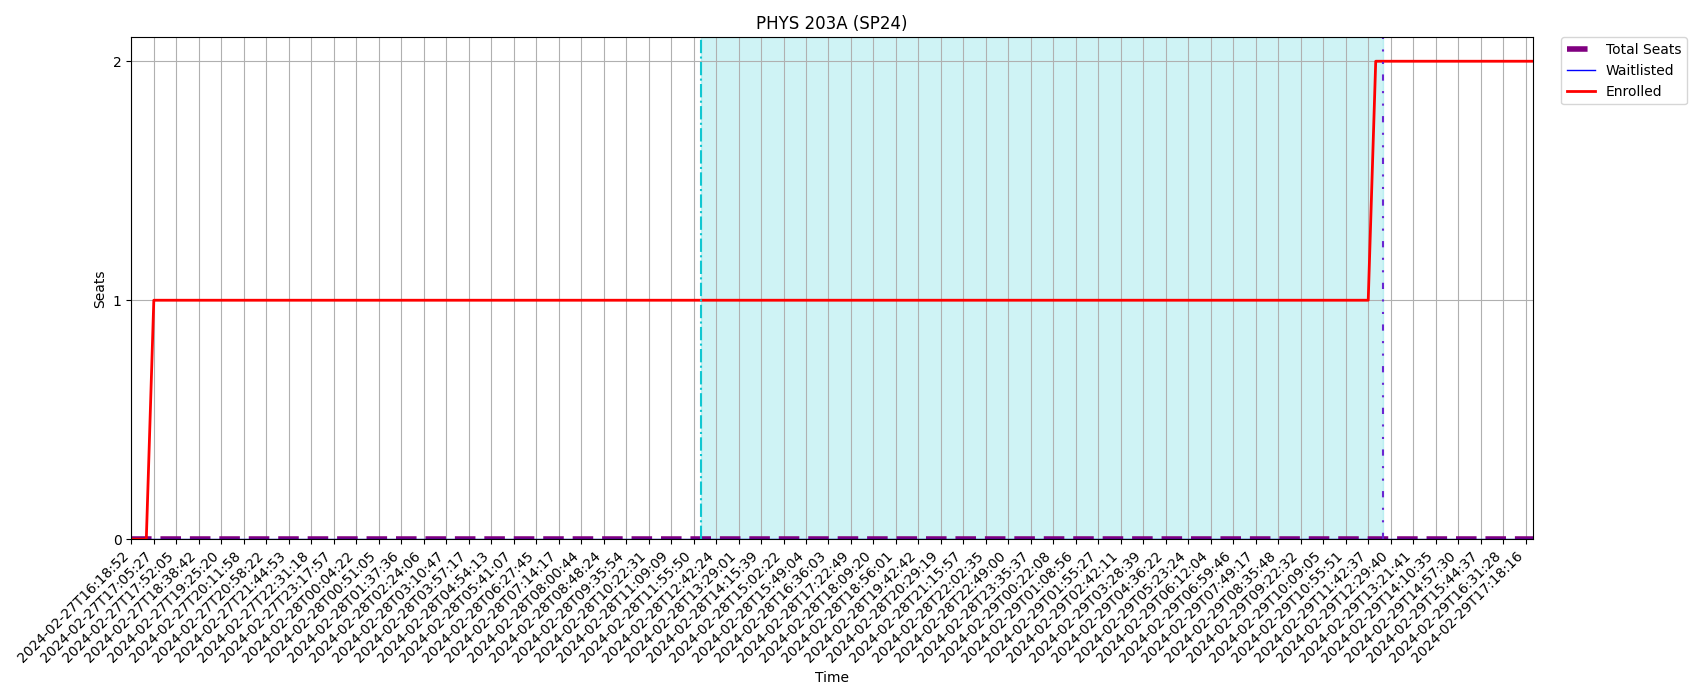 PHYS 203A (SP24)
Total Seats
Waitlisted
Enrolled
Seats
2
1
0
2024-02-27T16:18:52
2024-02-27T17:05:27
2024-02-27T17:52:05
2024-02-27T18:38:42
2024-02-27T19:25:20
2024-02-27T20:11:58
2024-02-27T20:58:22
2024-02-27T21:44:53
2024-02-27T22:31:18
2024-02-27T23:17:57
2024-02-28T00:04:22
2024-02-28T00:51:05
2024-02-28T01:37:36
2024-02-28T02:24:06
2024-02-28T03:10:47
2024-02-28T03:57:17
2024-02-28T04:54:13
2024-02-28T05:41:07
2024-02-28T06:27:45
2024-02-28T07:14:17
2024-02-28T08:00:44
2024-02-28T08:48:24
2024-02-28T09:35:54
2024-02-28T10:22:31
2024-02-28T11:09:09
2024-02-28T11:55:50
2024-02-28T12:42:24
2024-02-28T13:29:01
2024-02-28T14:15:39
2024-02-28T15:02:22
2024-02-28T15:49:04
2024-02-28T16:36:03
2024-02-28T17:22:49
2024-02-28T18:09:20
2024-02-28T18:56:01
2024-02-28T19:42:42
2024-02-28T20:29:19
2024-02-28T21:15:57
2024-02-28T22:02:35
2024-02-28T22:49:00
2024-02-28T23:35:37
2024-02-29T00:22:08
2024-02-29T01:08:56
2024-02-29T01:55:27
2024-02-29T02:42:11
2024-02-29T03:28:39
2024-02-29T04:36:22
2024-02-29T05:23:24
2024-02-29T06:12:04
2024-02-29T06:59:46
2024-02-29T07:49:17
2024-02-29T08:35:48
2024-02-29T09:22:32
2024-02-29T10:09:05
2024-02-29T10:55:51
2024-02-29T11:42:37
2024-02-29T12:29:40
2024-02-29T13:21:41
2024-02-29T14:10:35
2024-02-29T14:57:30
2024-02-29T15:44:37
2024-02-29T16:31:28
2024-02-29T17:18:16
Time